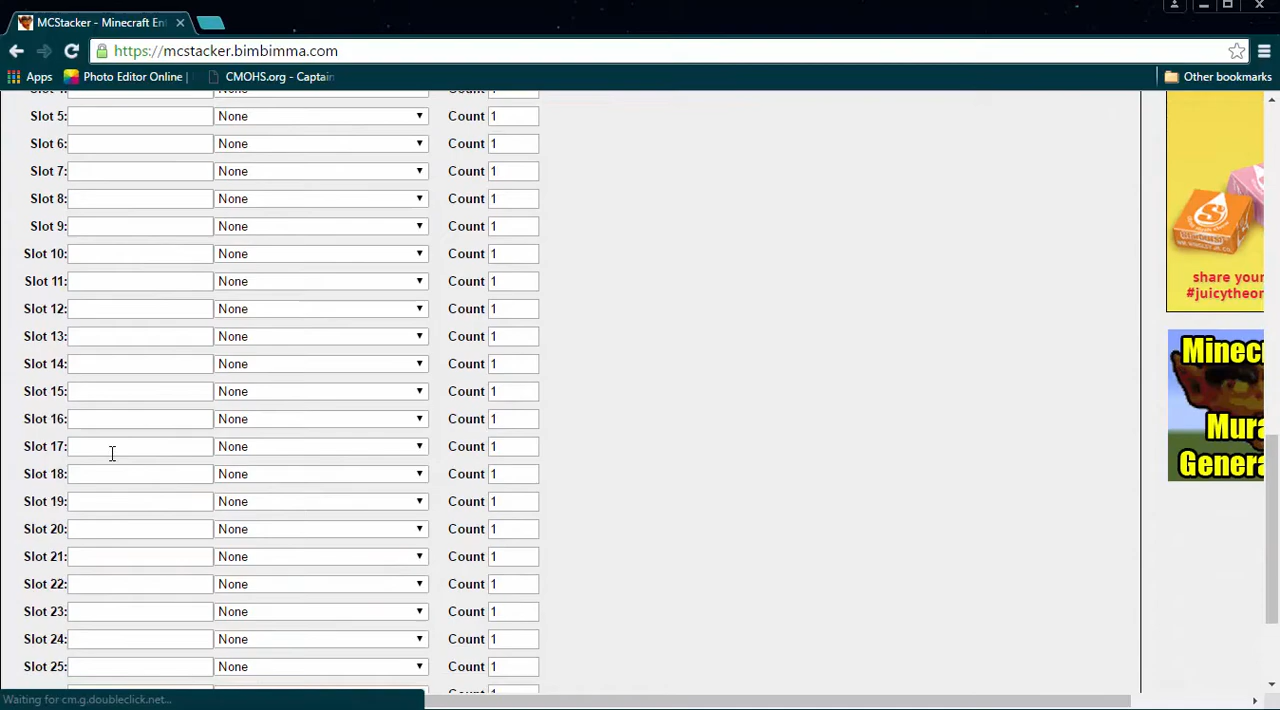 MCStacker - Minecraft En
https://mcstacker.bimbimma.com
Apps Photo Editor Online CMOHS.org - Captain Other bookmarks
None Count 1
Slot 5: None Count 1
Slot 6: None Count 1
Slot 7: None Count 1
Slot 8: None Count 1
Slot 9: None Count 1
Slot 10: None Count 1
Slot 11: None Count 1
Slot 12: None Count 1
Slot 13: None Count 1
Slot 14: None Count 1
Slot 15: None Count 1
Slot 16: None Count 1
Slot 17: None Count 1
Slot 18: None Count 1
Slot 19: None Count 1
Slot 20: None Count 1
Slot 21: None Count 1
Slot 22: None Count 1
Slot 23: None Count 1
Slot 24: None Count 1
Slot 25: None Count 1
Waiting for cm.g.doubleclick.net...
share your
#juicytheor
Minecr
Mura
Genera